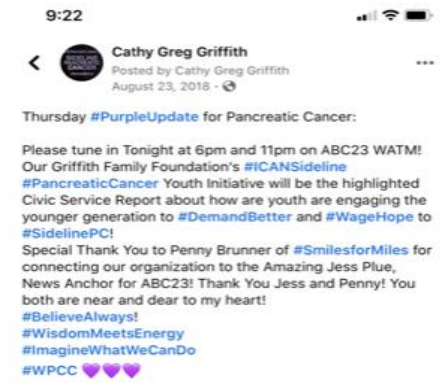 9:22
Cathy Greg Griffith
Posted by Cathy Greg Griffith
August 23, 2018 ·
Thursday #PurpleUpdate for Pancreatic Cancer:
Please tune in Tonight at 6pm and 11pm on ABC23 WATM!
Our Griffith Family Foundation's #ICANSideline
#PancreaticCancer Youth Initiative will be the highlighted
Civic Service Report about how are youth are engaging the
younger generation to #DemandBetter and #WageHope to
#SidelinePC!
Special Thank You to Penny Brunner of #SmilesforMiles for
connecting our organization to the Amazing Jess Plue,
News Anchor for ABC23! Thank You Jess and Penny! You
both are near and dear to my heart!
#BelieveAlways!
#WisdomMeetsEnergy
#ImagineWhatWeCanDo
#WPCC 💜💜💜